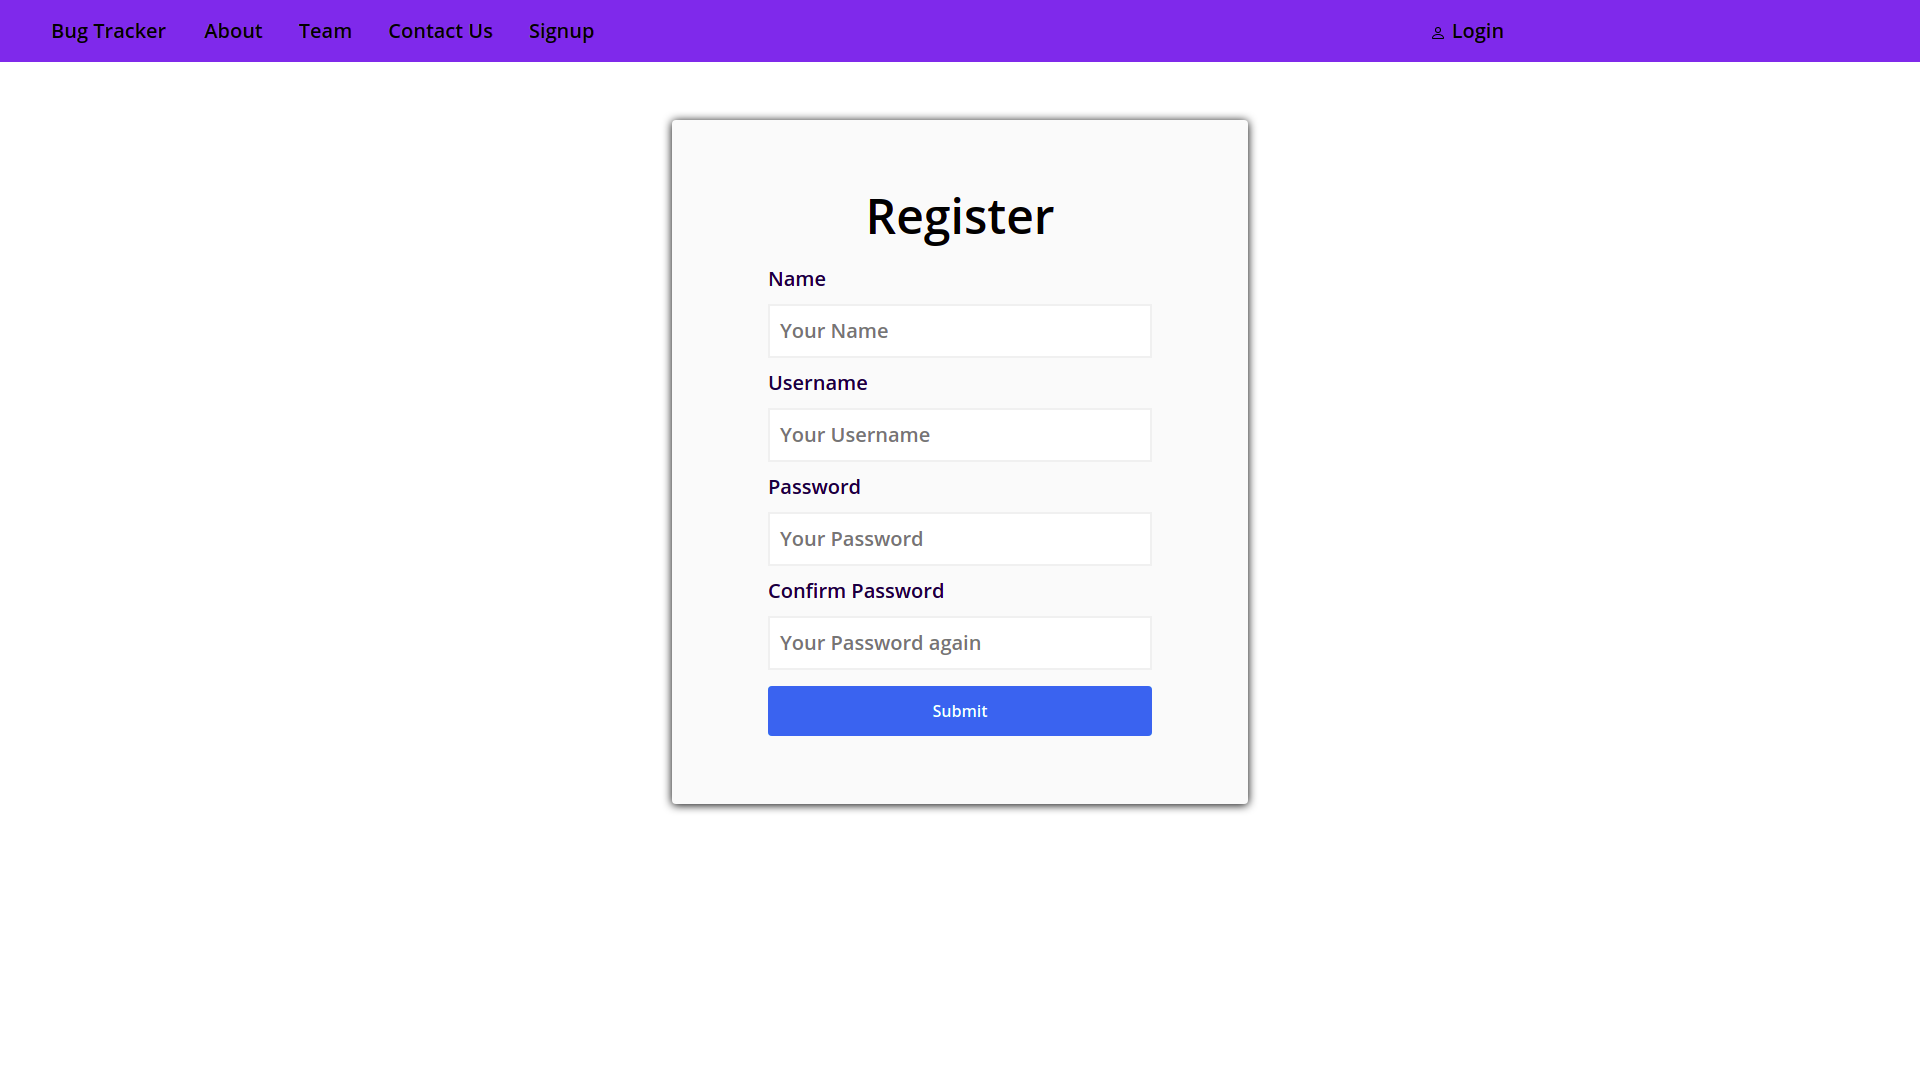 Bug Tracker About Team Contact Us Signup Login
Register
Name
Your Name
Username
Your Username
Password
Your Password
Confirm Password
Your Password again
Submit